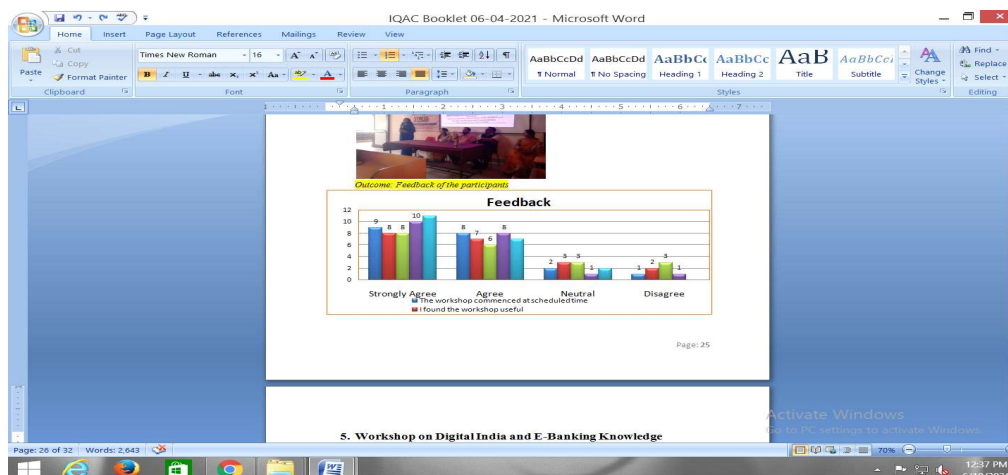 IQAC Booklet 06-04-2021 - Microsoft Word
Home Insert Page Layout References Mailings Review View
Paste
Cut
Copy
Format Painter
Clipboard
Times New Roman 16
Font
Paragraph
AaBbCcDd AaBbCcDd AaBbCc AaBbCc AaB AaBbCcI
¶ Normal ¶ No Spacing Heading 1 Heading 2 Title Subtitle
Change Styles
Styles
Find
Replace
Select
Editing
Outcome: Feedback of the participants
Feedback
12
10
8
6
4
2
0
9 8 8 10
8 7 6 8
2 3 3 1
1 2 3 1
Strongly Agree Agree Neutral Disagree
The workshop commenced at scheduled time
I found the workshop useful
Page: 25
5. Workshop on Digital India and E-Banking Knowledge
Activate Windows
Go to PC settings to activate Windows.
Page: 26 of 32 Words: 2,643 70%
12:37 PM